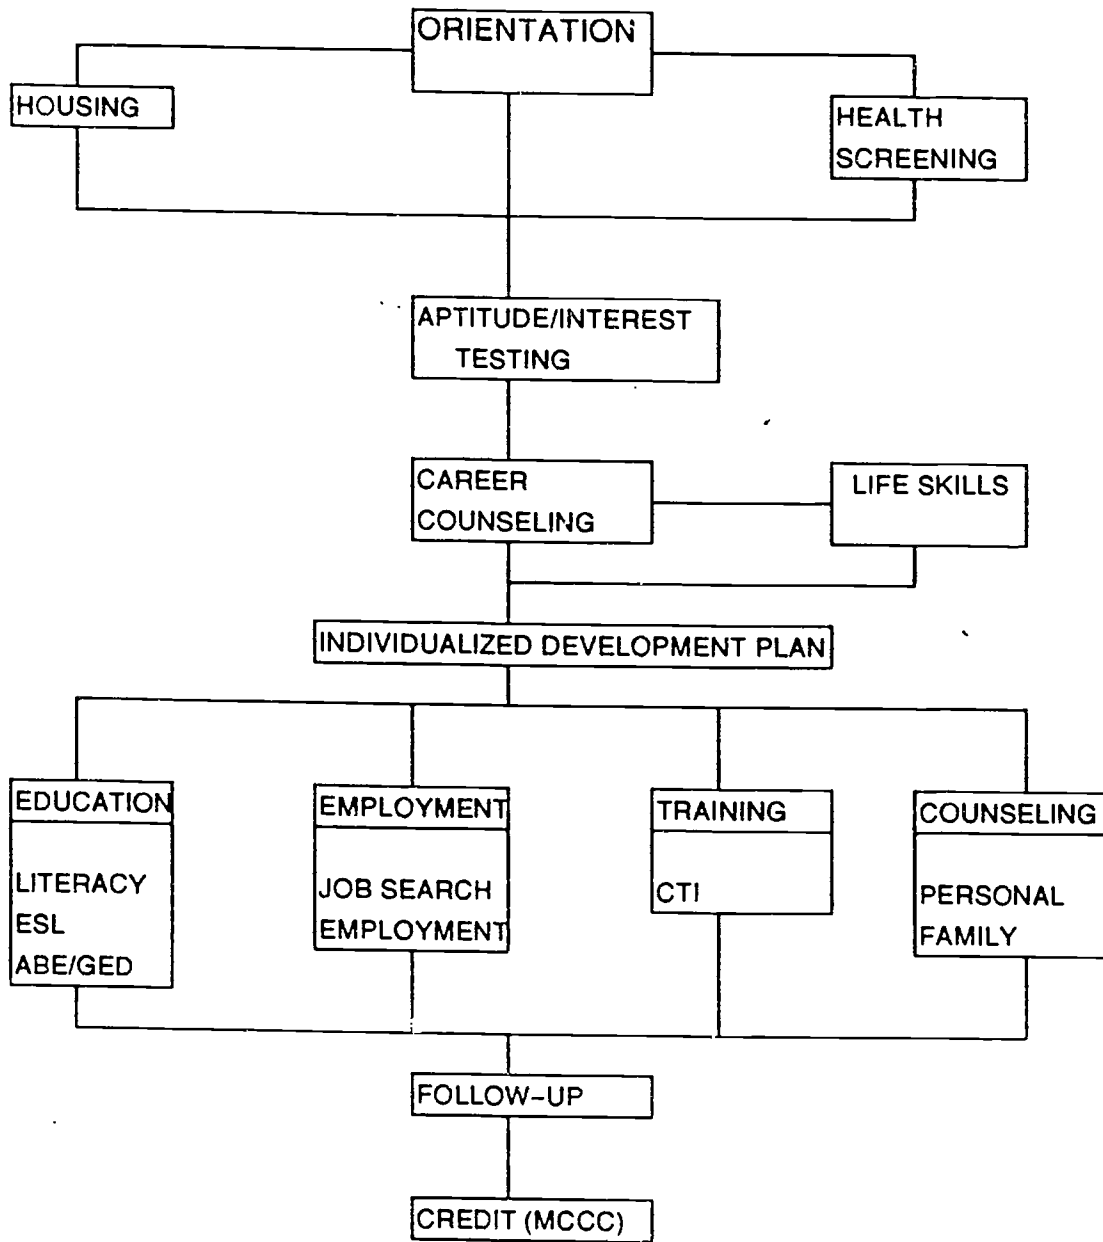 ORIENTATION
HOUSING
HEALTH
SCREENING
APTITUDE/INTEREST
TESTING
CAREER
COUNSELING
LIFE SKILLS
INDIVIDUALIZED DEVELOPMENT PLAN
EDUCATION
LITERACY
ESL
ABE/GED
EMPLOYMENT
JOB SEARCH
EMPLOYMENT
TRAINING
CTI
COUNSELING
PERSONAL
FAMILY
FOLLOW-UP
CREDIT (MCCC)